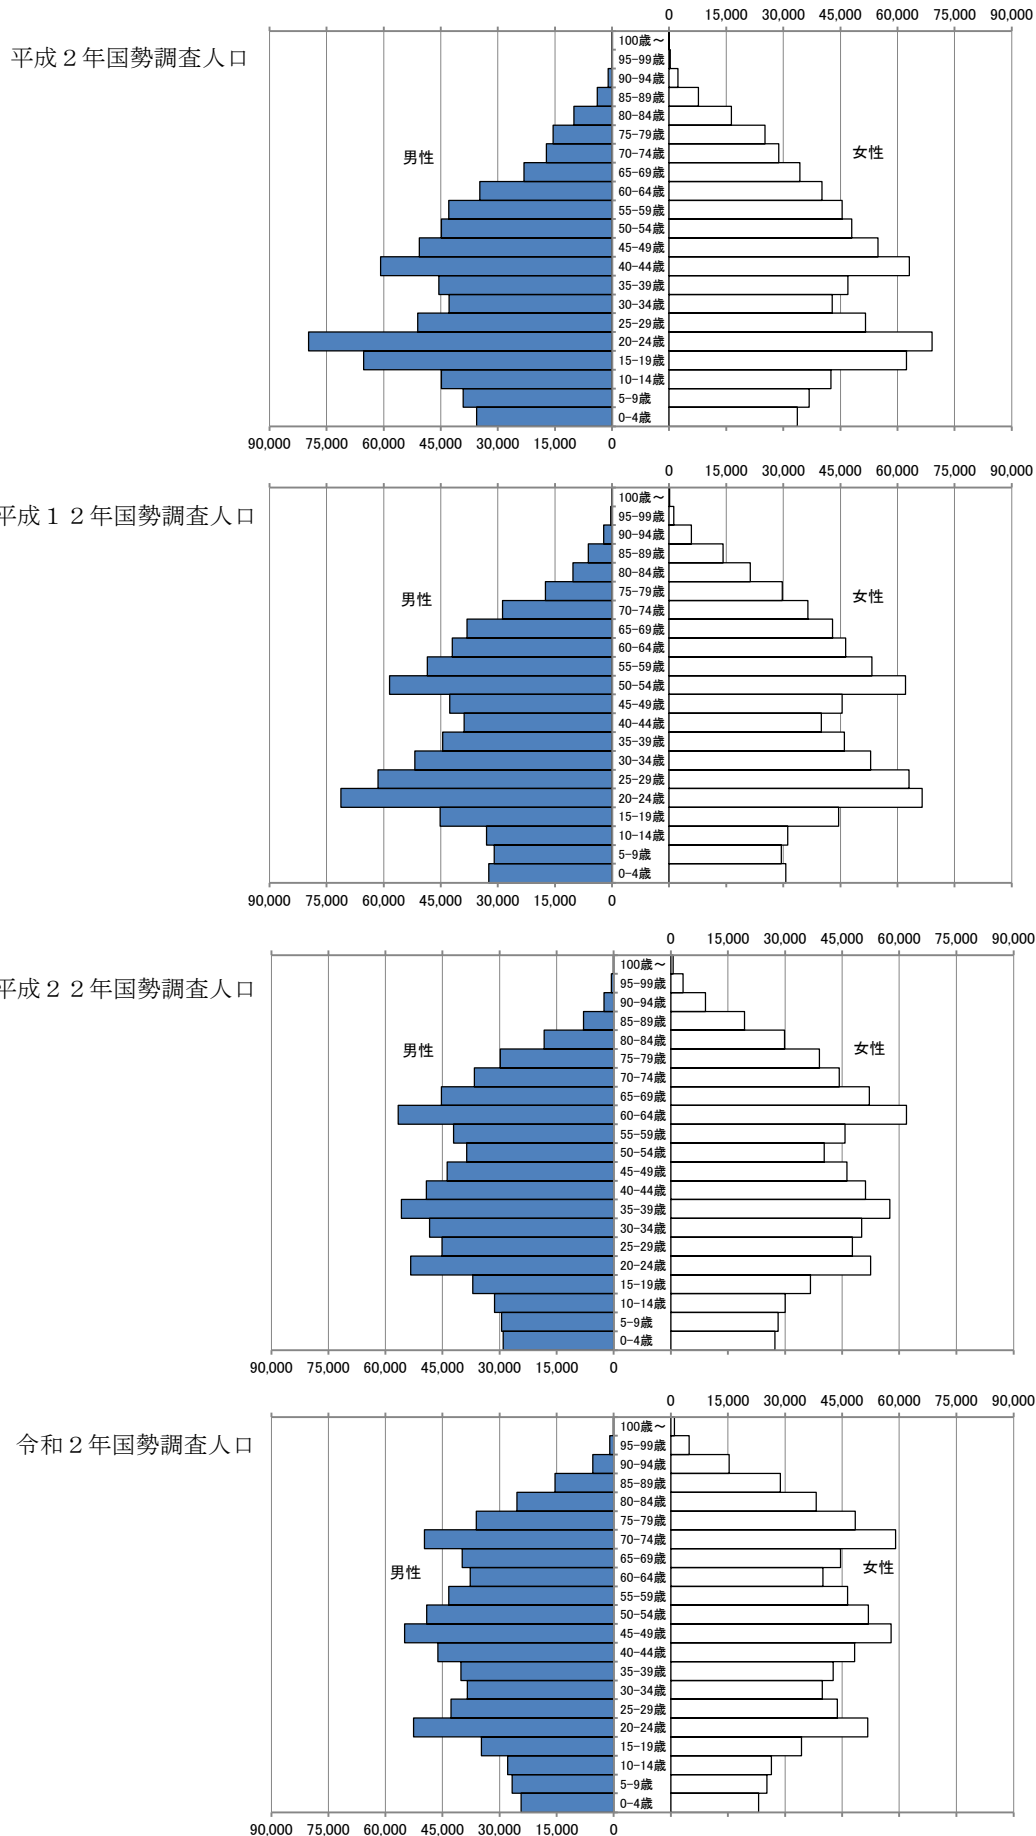 0 15,000 30,000 45,000 60,000 75,000 90,000
平成２年国勢調査人口
男性
女性
100歳～
95-99歳
90-94歳
85-89歳
80-84歳
75-79歳
70-74歳
65-69歳
60-64歳
55-59歳
50-54歳
45-49歳
40-44歳
35-39歳
30-34歳
25-29歳
20-24歳
15-19歳
10-14歳
5-9歳
0-4歳
90,000 75,000 60,000 45,000 30,000 15,000 0
0 15,000 30,000 45,000 60,000 75,000 90,000
平成１２年国勢調査人口
男性
女性
100歳～
95-99歳
90-94歳
85-89歳
80-84歳
75-79歳
70-74歳
65-69歳
60-64歳
55-59歳
50-54歳
45-49歳
40-44歳
35-39歳
30-34歳
25-29歳
20-24歳
15-19歳
10-14歳
5-9歳
0-4歳
90,000 75,000 60,000 45,000 30,000 15,000 0
0 15,000 30,000 45,000 60,000 75,000 90,000
平成２２年国勢調査人口
男性
女性
100歳～
95-99歳
90-94歳
85-89歳
80-84歳
75-79歳
70-74歳
65-69歳
60-64歳
55-59歳
50-54歳
45-49歳
40-44歳
35-39歳
30-34歳
25-29歳
20-24歳
15-19歳
10-14歳
5-9歳
0-4歳
90,000 75,000 60,000 45,000 30,000 15,000 0
0 15,000 30,000 45,000 60,000 75,000 90,000
令和２年国勢調査人口
男性
女性
100歳～
95-99歳
90-94歳
85-89歳
80-84歳
75-79歳
70-74歳
65-69歳
60-64歳
55-59歳
50-54歳
45-49歳
40-44歳
35-39歳
30-34歳
25-29歳
20-24歳
15-19歳
10-14歳
5-9歳
0-4歳
90,000 75,000 60,000 45,000 30,000 15,000 0